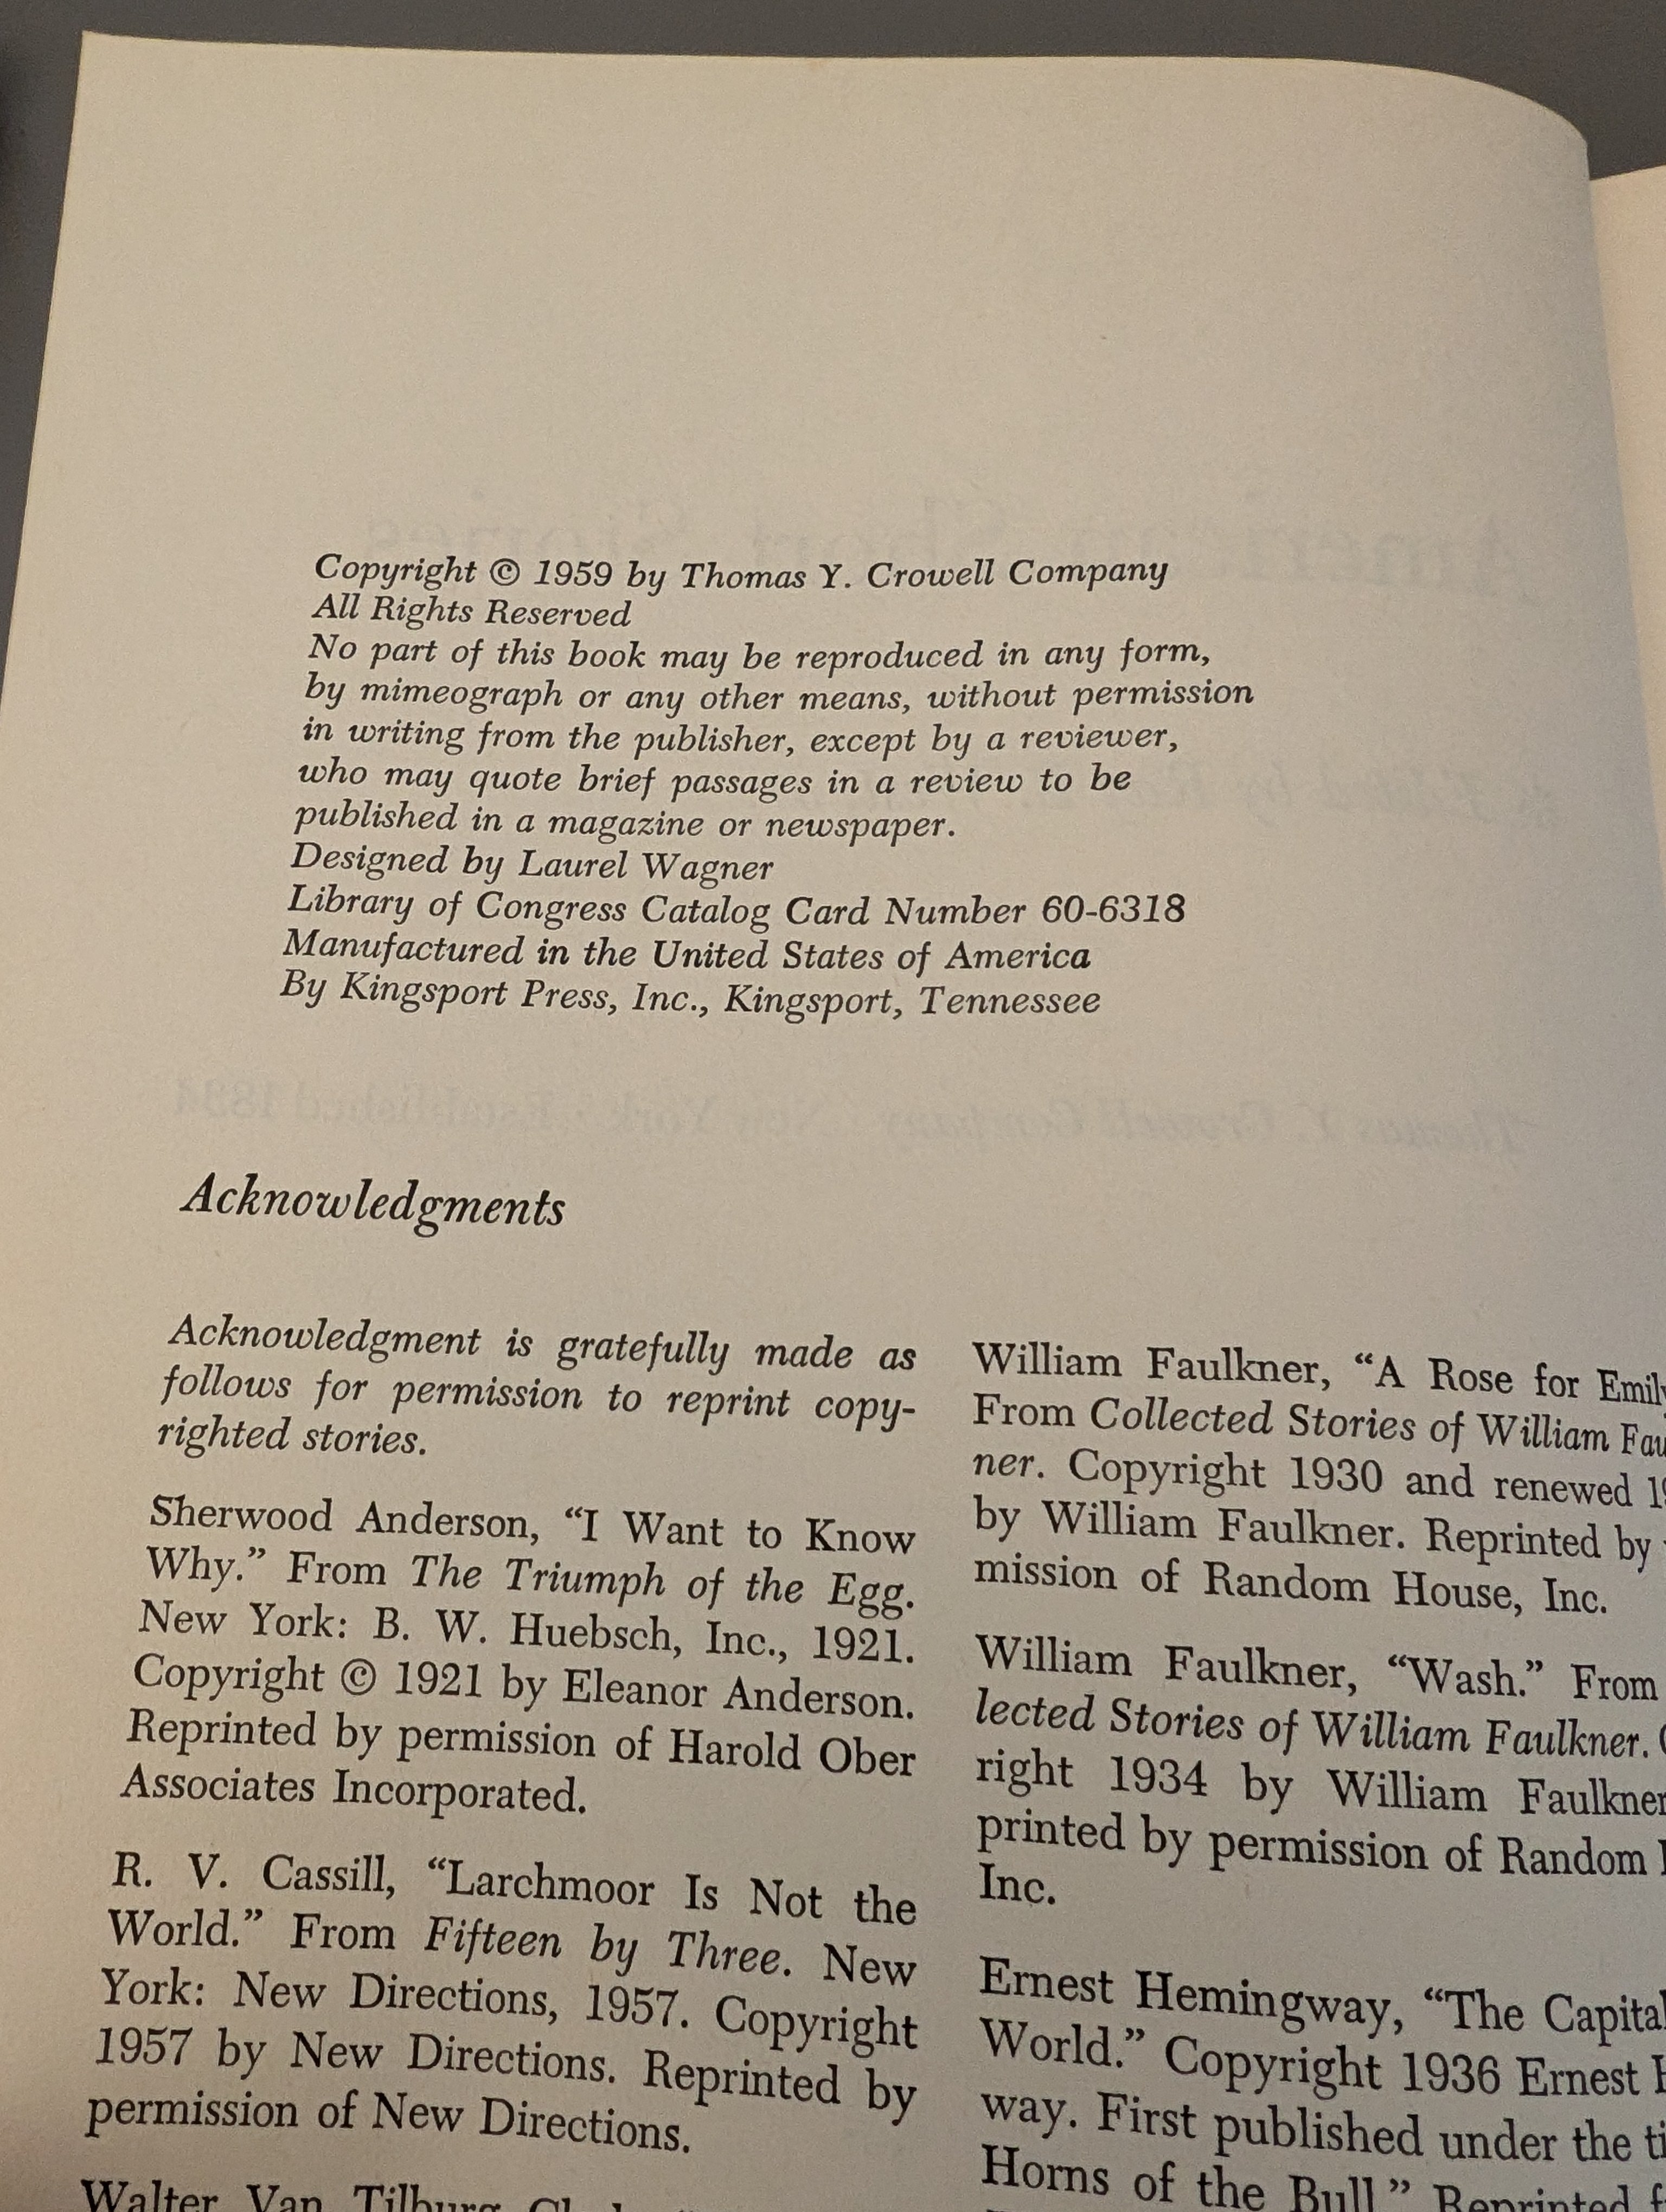 Copyright © 1959 by Thomas Y. Crowell Company
All Rights Reserved
No part of this book may be reproduced in any form,
by mimeograph or any other means, without permission
in writing from the publisher, except by a reviewer,
who may quote brief passages in a review to be
published in a magazine or newspaper.
Designed by Laurel Wagner
Library of Congress Catalog Card Number 60-6318
Manufactured in the United States of America
By Kingsport Press, Inc., Kingsport, Tennessee
Acknowledgments
Acknowledgment is gratefully made as
follows for permission to reprint copy-
righted stories.
Sherwood Anderson, “I Want to Know
Why.” From The Triumph of the Egg.
New York: B. W. Huebsch, Inc., 1921.
Copyright © 1921 by Eleanor Anderson.
Reprinted by permission of Harold Ober
Associates Incorporated.
R. V. Cassill, “Larchmoor Is Not the
World.” From Fifteen by Three. New
York: New Directions, 1957. Copyright
1957 by New Directions. Reprinted by
permission of New Directions.
Walter Van Tilburg
William Faulkner, “A Rose for Emily
From Collected Stories of William Fau
ner. Copyright 1930 and renewed 19
by William Faulkner. Reprinted by
mission of Random House, Inc.
William Faulkner, “Wash.” From
lected Stories of William Faulkner.
right 1934 by William Faulkner
printed by permission of Random
Inc.
Ernest Hemingway, “The Capital
World.” Copyright 1936 Ernest
way. First published under the ti
Horns of the Bull.” Reprinted